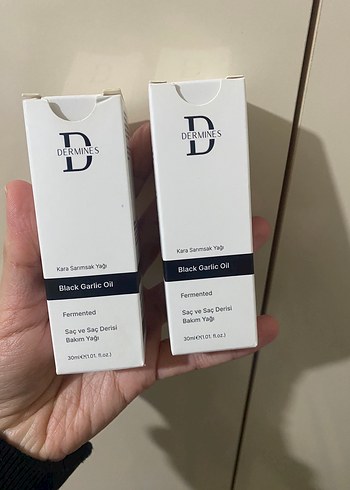 D
DERMINES
Kara Sarımsak Yağı
Black Garlic Oil
Fermented
Saç ve Saç Derisi
Bakım Yağı
30ml℮/(1.01. fl.oz.)
D
DERMINES
Kara Sarımsak Yağı
Black Garlic Oil
Fermented
Saç ve Saç Derisi
Bakım Yağı
30ml℮/(1.01. fl.oz.)